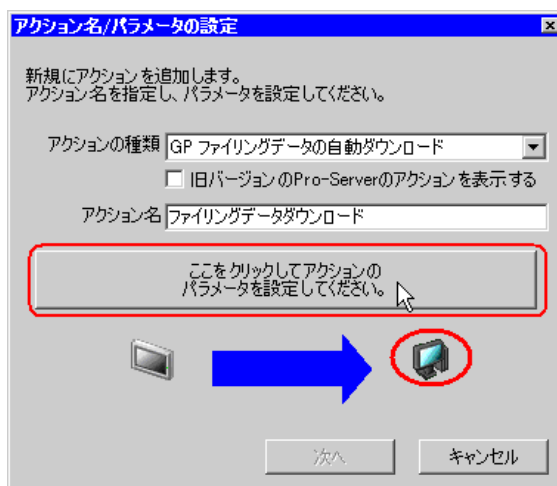 アクション名/パラメータの設定
新規にアクションを追加します。
アクション名を指定し、パラメータを設定してください。
アクションの種類 GP ファイリングデータの自動ダウンロード
旧バージョンのPro-Serverのアクションを表示する
アクション名 ファイリングデータダウンロード
ここをクリックしてアクションの
パラメータを設定してください。
次へ キャンセル